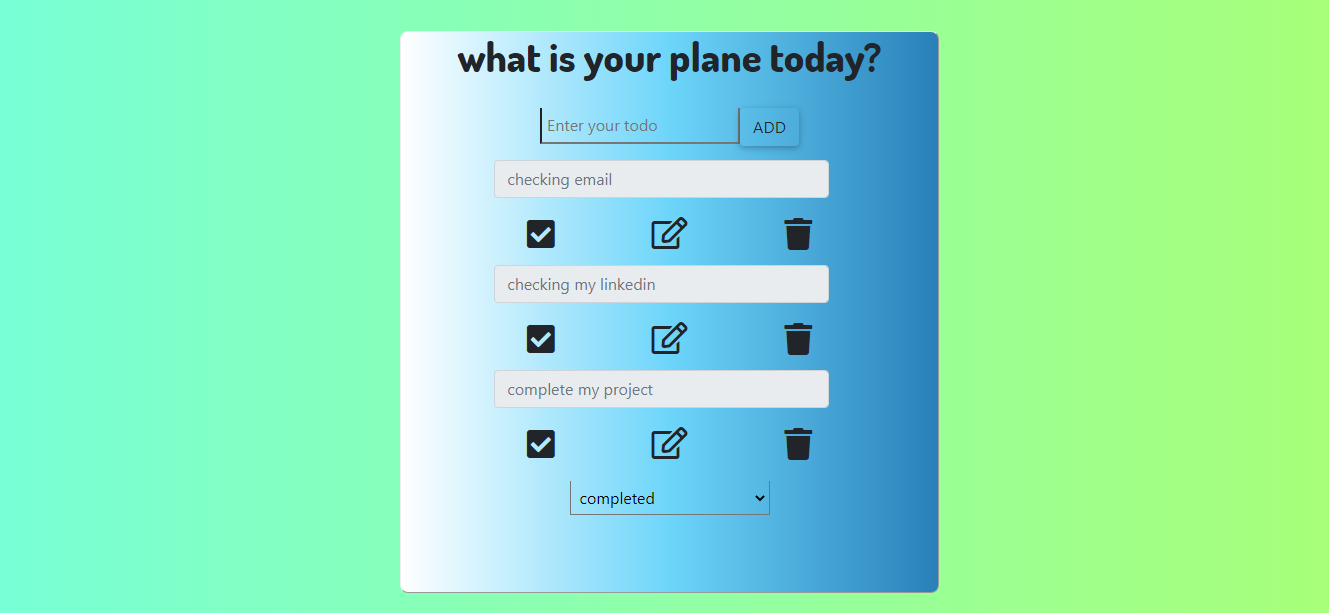 what is your plane today?
Enter your todo
ADD
checking email
checking my linkedin
complete my project
completed